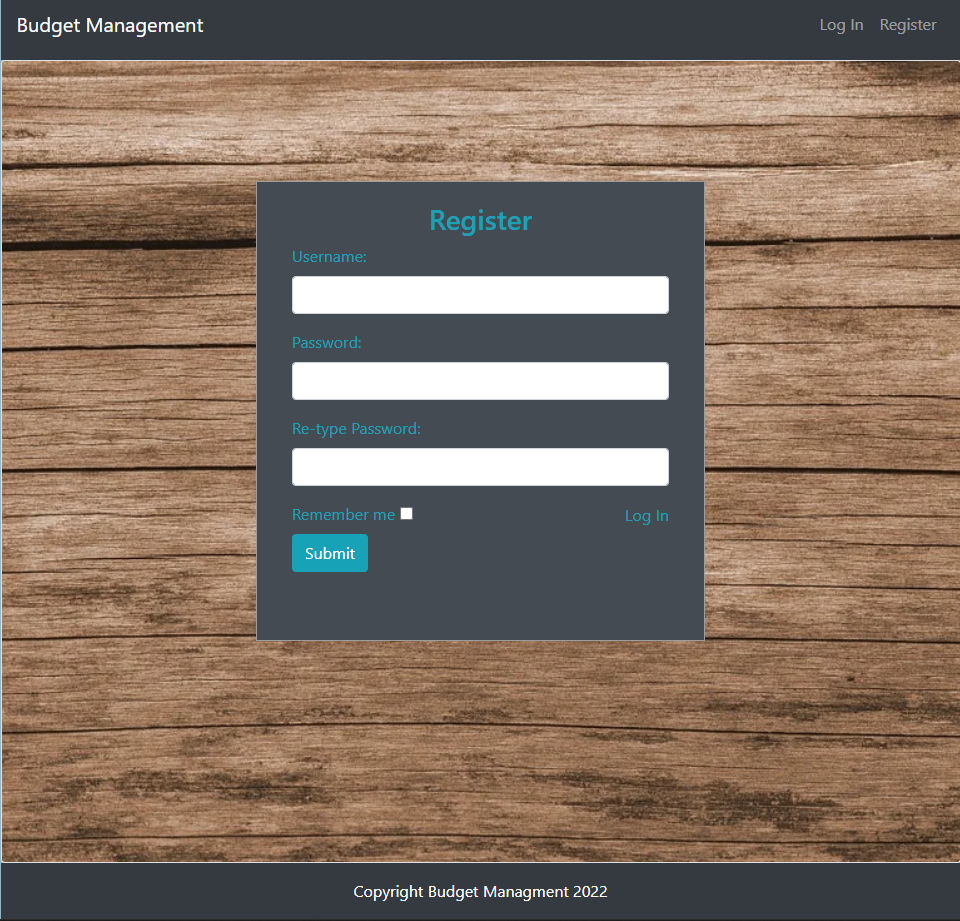 Budget Management
Log In Register
Register
Username:
Password:
Re-type Password:
Remember me Log In
Submit
Copyright Budget Managment 2022